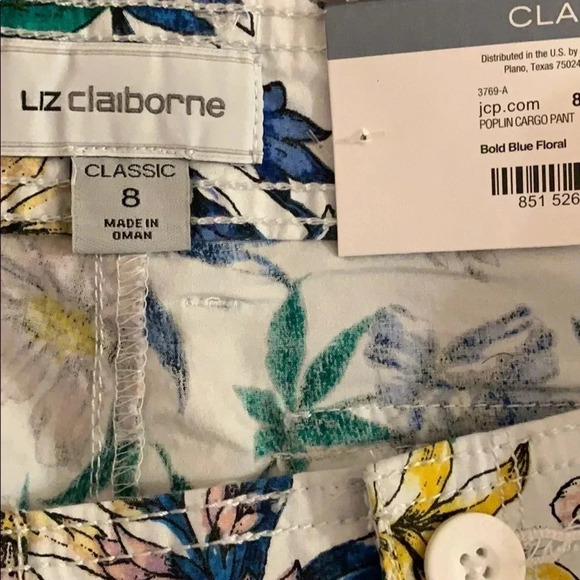 LIZ claiborne
CLASSIC
8
MADE IN
OMAN
CLA
Distributed in the U.S. by
Plano, Texas 75024
3769-A
jcp.com 8
POPLIN CARGO PANT
Bold Blue Floral
851 526